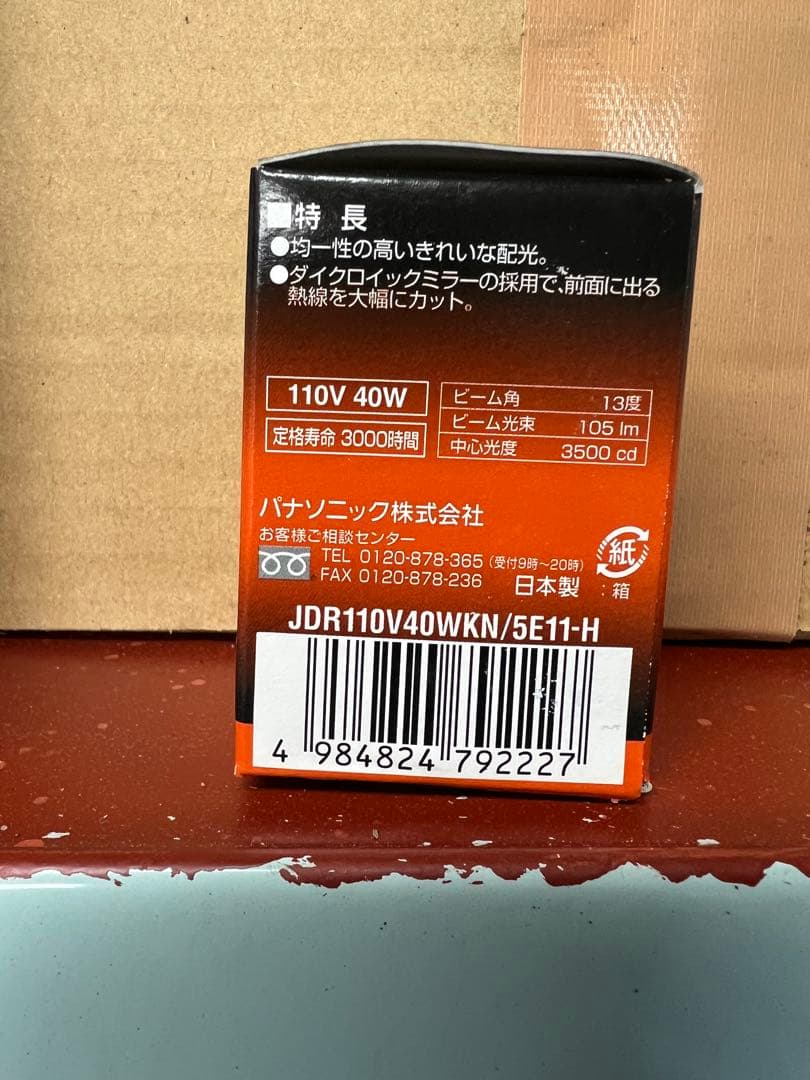 ■特長
●均一性の高いきれいな配光。
●ダイクロイックミラーの採用で、前面に出る
熱線を大幅にカット。
110V 40W
定格寿命 3000時間
ビーム角 13度
ビーム光束 105 lm
中心光度 3500 cd
パナソニック株式会社
お客様ご相談センター
TEL 0120-878-365(受付9時~20時)
FAX 0120-878-236
日本製
紙
:箱
JDR110V40WKN/5E11-H
4 984824 792227